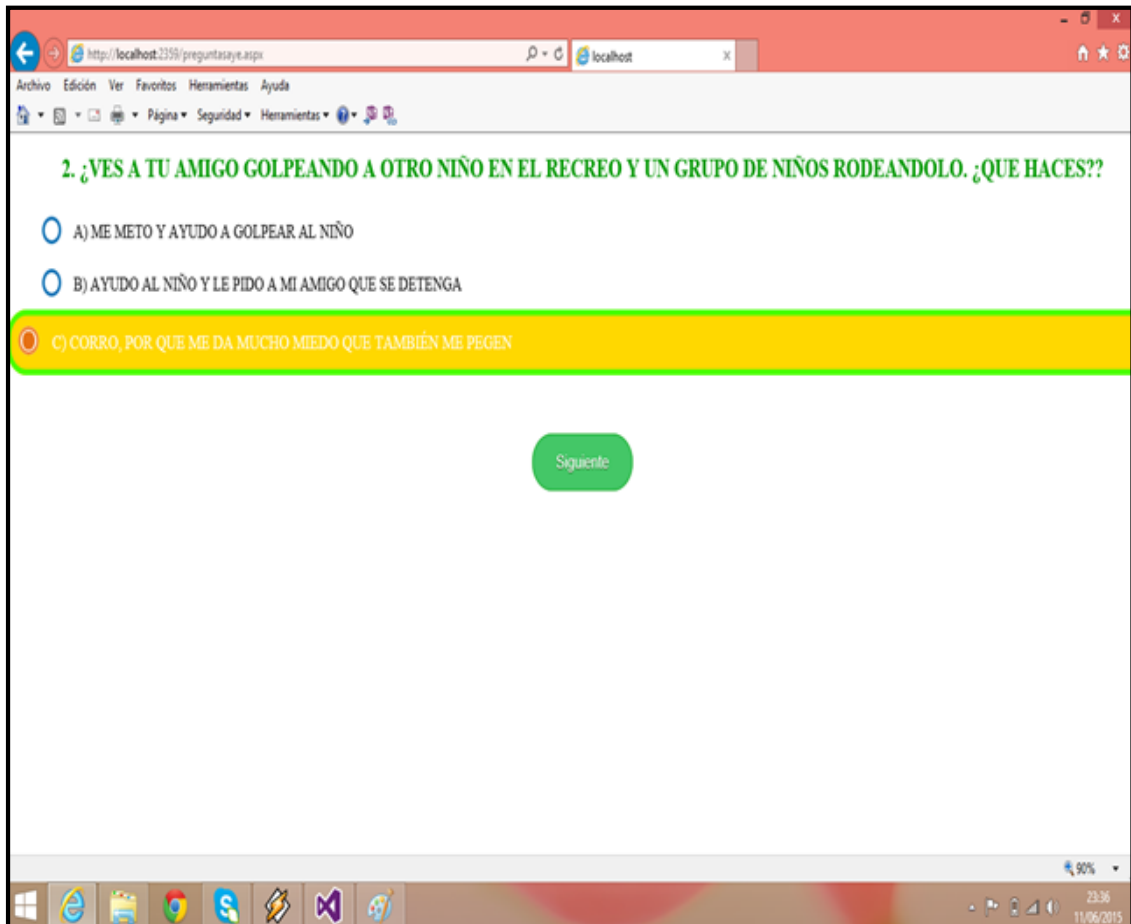 http://localhost:2359/preguntasaye.aspx
localhost
Archivo Edición Ver Favoritos Herramientas Ayuda
Página Seguridad Herramientas
2. ¿VES A TU AMIGO GOLPEANDO A OTRO NIÑO EN EL RECREO Y UN GRUPO DE NIÑOS RODEANDOLO. ¿QUE HACES??
A) ME METO Y AYUDO A GOLPEAR AL NIÑO
B) AYUDO AL NIÑO Y LE PIDO A MI AMIGO QUE SE DETENGA
C) CORRO, POR QUE ME DA MUCHO MIEDO QUE TAMBIÉN ME PEGEN
Siguiente
90%
23:36
11/06/2015